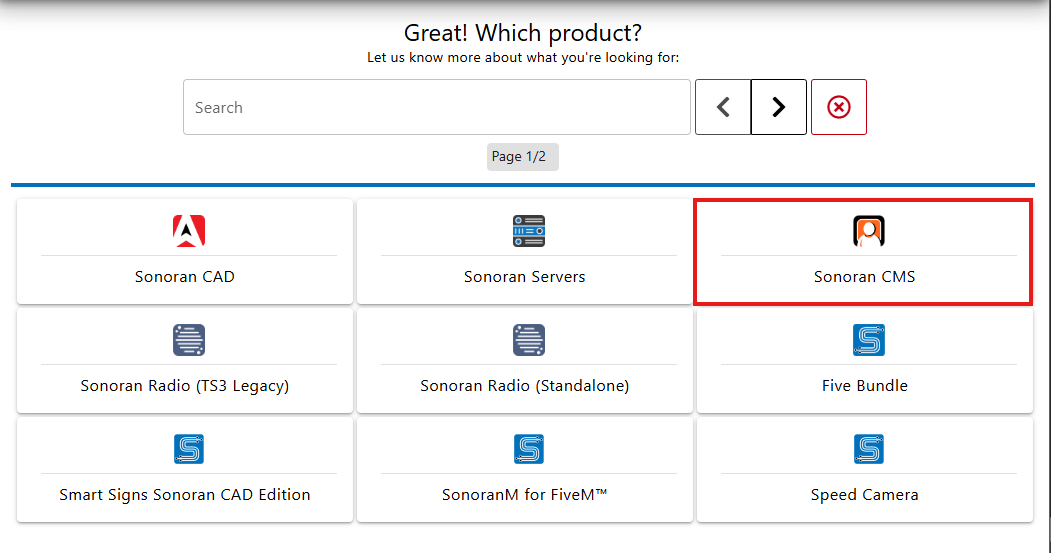 Great! Which product?
Let us know more about what you're looking for:
Search
Page 1/2
Sonoran CAD
Sonoran Servers
Sonoran CMS
Sonoran Radio (TS3 Legacy)
Sonoran Radio (Standalone)
Five Bundle
Smart Signs Sonoran CAD Edition
SonoranM for FiveM™
Speed Camera